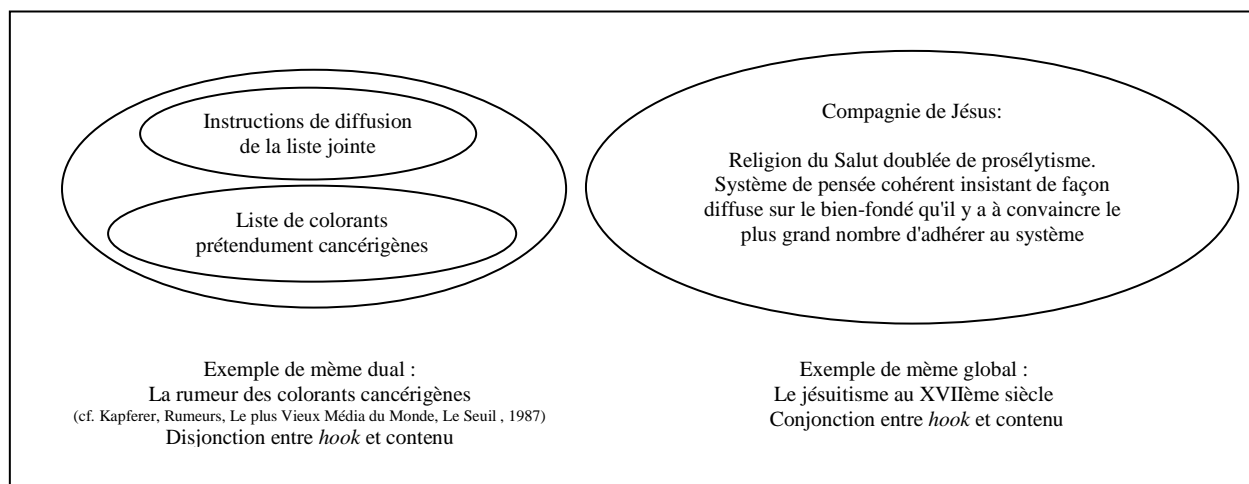 Instructions de diffusion
de la liste jointe
Liste de colorants
prétendument cancérigènes
Exemple de mème dual :
La rumeur des colorants cancérigènes
(cf. Kapferer, Rumeurs, Le plus Vieux Média du Monde, Le Seuil , 1987)
Disjonction entre hook et contenu
Compagnie de Jésus:
Religion du Salut doublée de prosélytisme.
Système de pensée cohérent insistant de façon
diffuse sur le bien-fondé qu'il y a à convaincre le
plus grand nombre d'adhérer au système
Exemple de mème global :
Le jésuitisme au XVIIème siècle
Conjonction entre hook et contenu